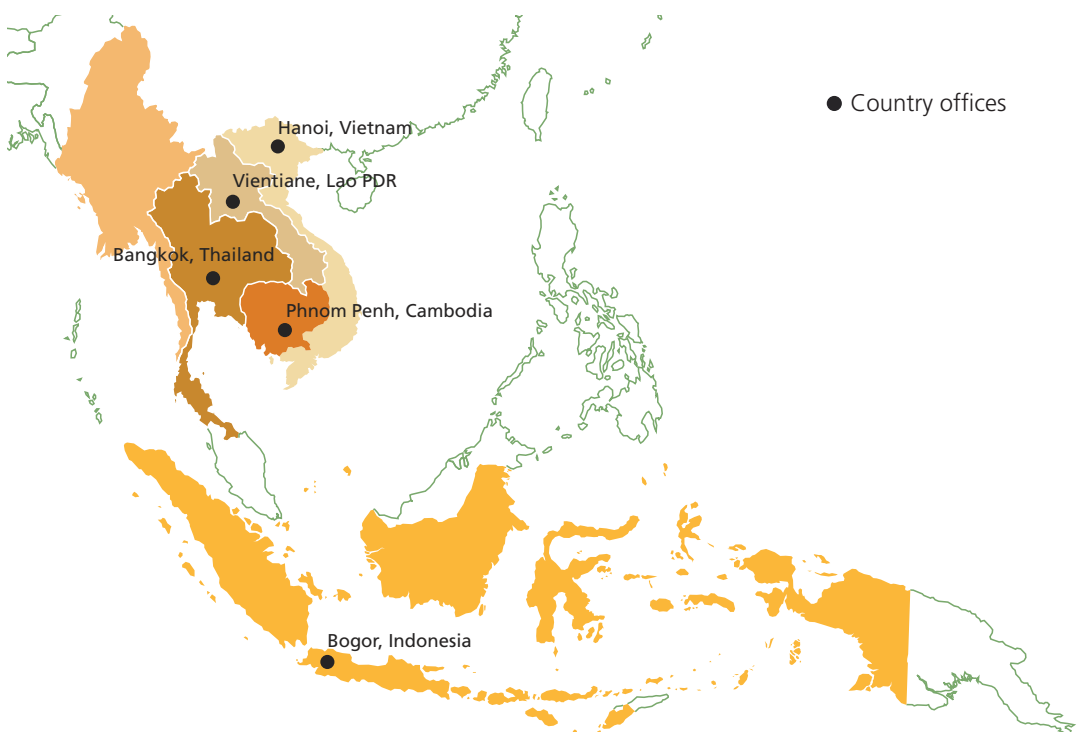 Country offices
Hanoi, Vietnam
Vientiane, Lao PDR
Bangkok, Thailand
Phnom Penh, Cambodia
Bogor, Indonesia